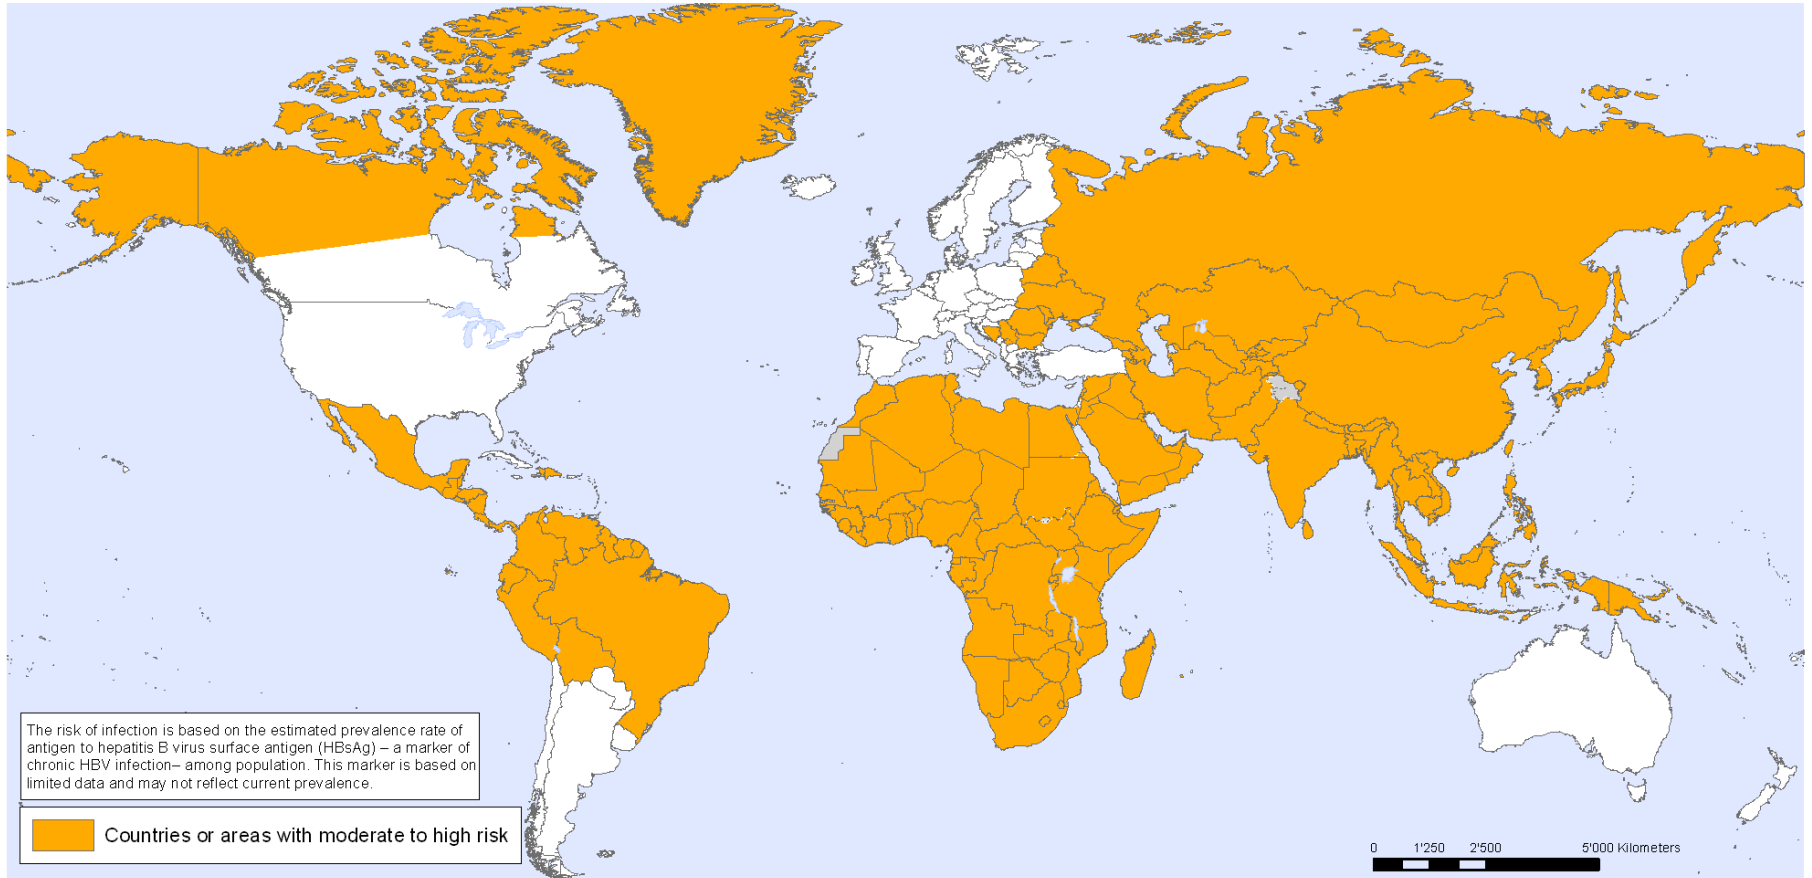 The risk of infection is based on the estimated prevalence rate of
antigen to hepatitis B virus surface antigen (HBsAg) – a marker of
chronic HBV infection– among population. This marker is based on
limited data and may not reflect current prevalence.
Countries or areas with moderate to high risk
0 1'250 2'500 5'000 Kilometers